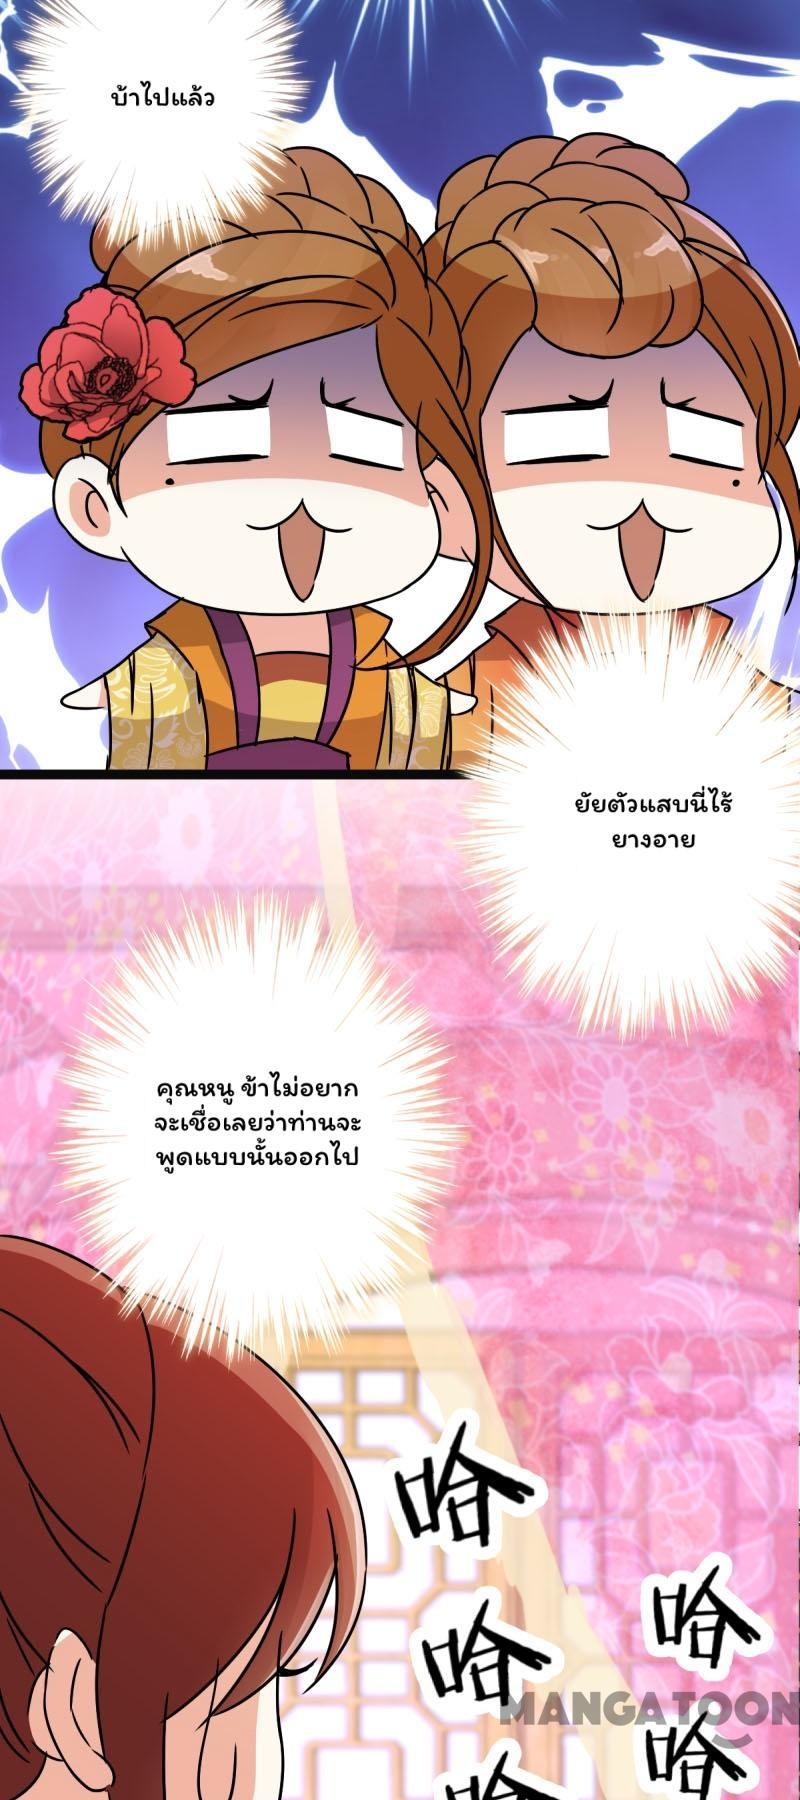 บ้าไปแล้ว
ยัยตัวแสบนี่ไร้
ยางอาย
คุณหนู ข้าไม่อยาก
จะเชื่อเลยว่าท่านจะ
พูดแบบนั้นออกไป
哈
哈
哈
哈
哈
MANGATOON